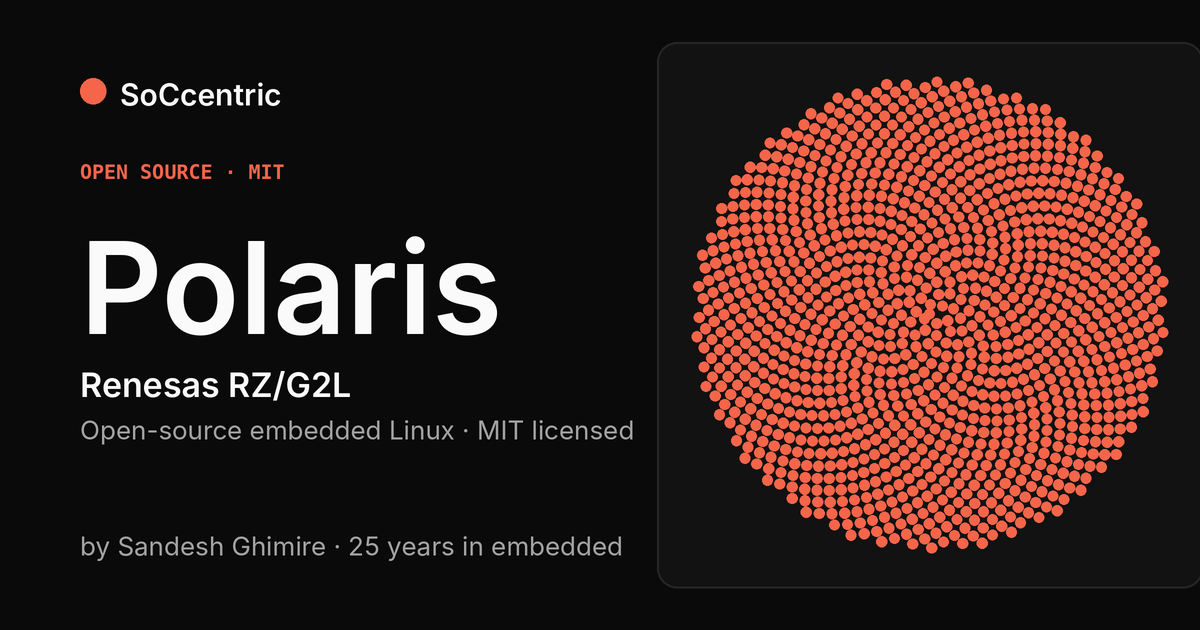 SoCcentric
OPEN SOURCE · MIT
Polaris
Renesas RZ/G2L
Open-source embedded Linux · MIT licensed
by Sandesh Ghimire · 25 years in embedded